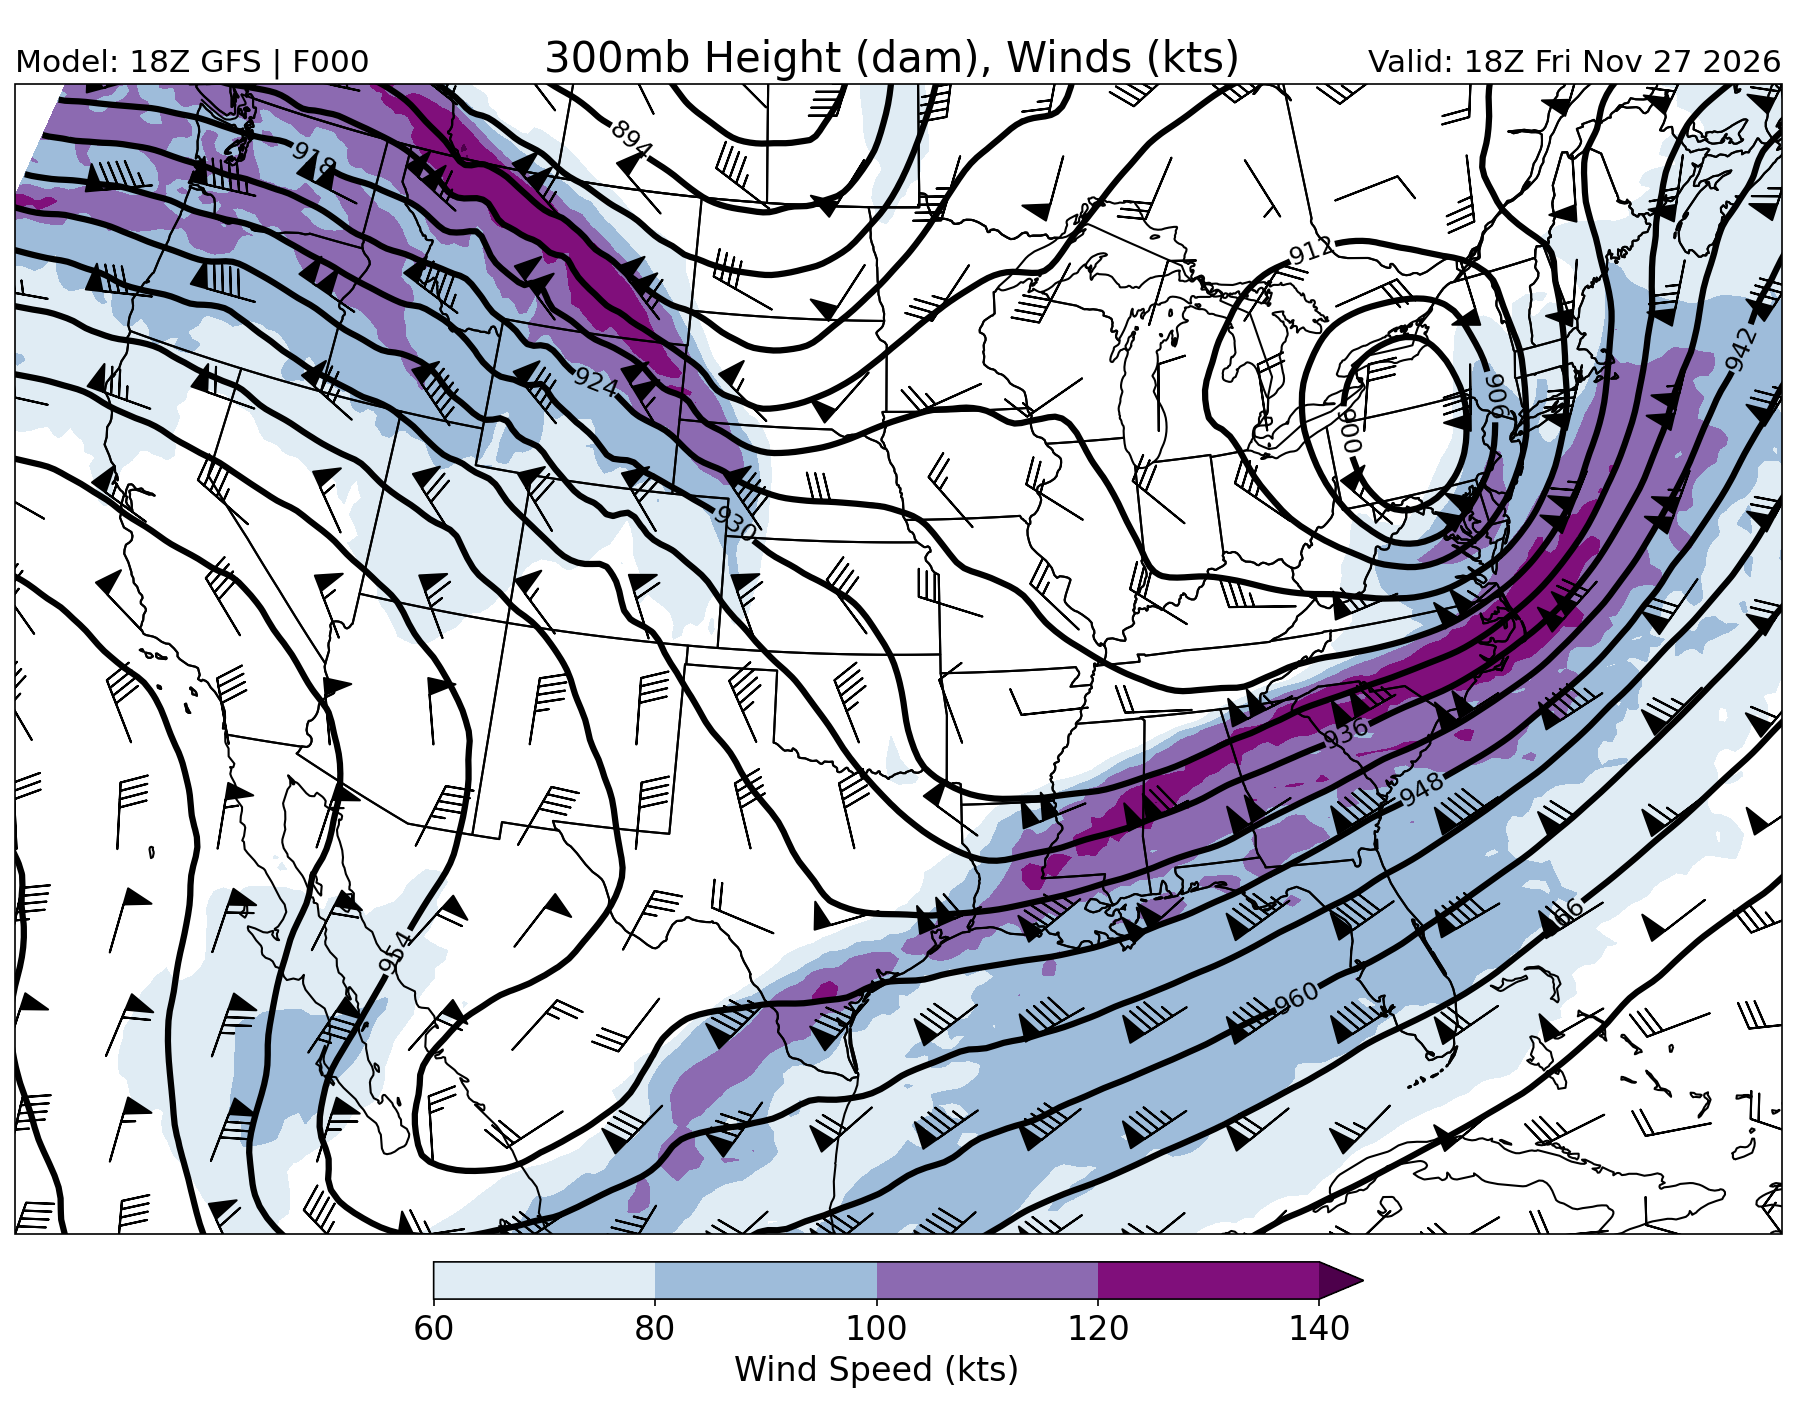 Model: 18Z GFS | F000
300mb Height (dam), Winds (kts)
Valid: 18Z Fri Nov 27 2026
894
918
912
942
924
906
900
930
936
948
954
960
66
60 80 100 120 140
Wind Speed (kts)